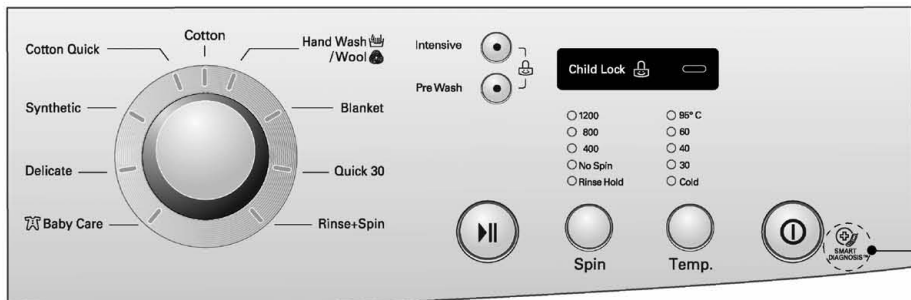 Cotton Quick
Cotton
Hand Wash
/Wool
Synthetic
Blanket
Delicate
Quick 30
Baby Care
Rinse+Spin
Intensive
Pre Wash
Child Lock
1200
800
400
No Spin
Rinse Hold
95°C
60
40
30
Cold
Spin
Temp.
SMART
DIAGNOSIS™